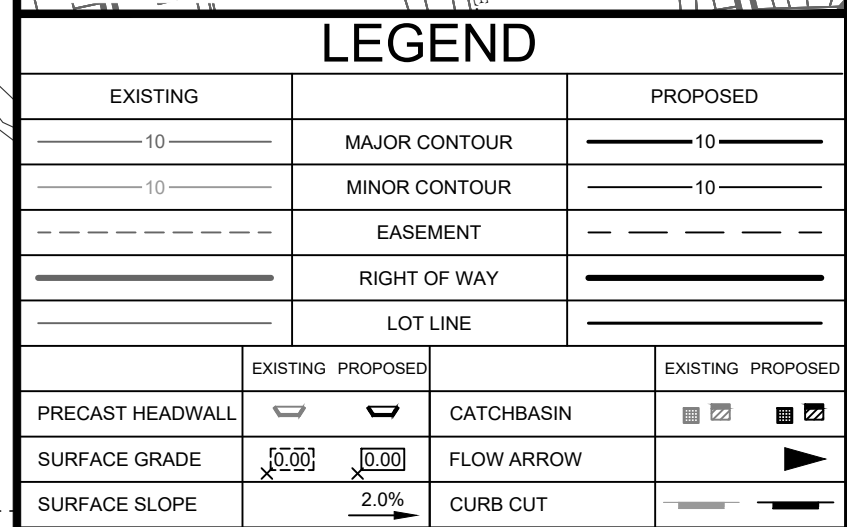 LEGEND
EXISTING PROPOSED
10 MAJOR CONTOUR 10
10 MINOR CONTOUR 10
EASEMENT
RIGHT OF WAY
LOT LINE
EXISTING PROPOSED EXISTING PROPOSED
PRECAST HEADWALL CATCHBASIN
SURFACE GRADE 0.00 0.00 FLOW ARROW
SURFACE SLOPE 2.0% CURB CUT